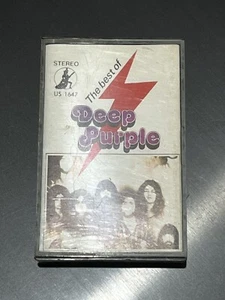 STEREO
US 1647
The best of
Deep
Purple